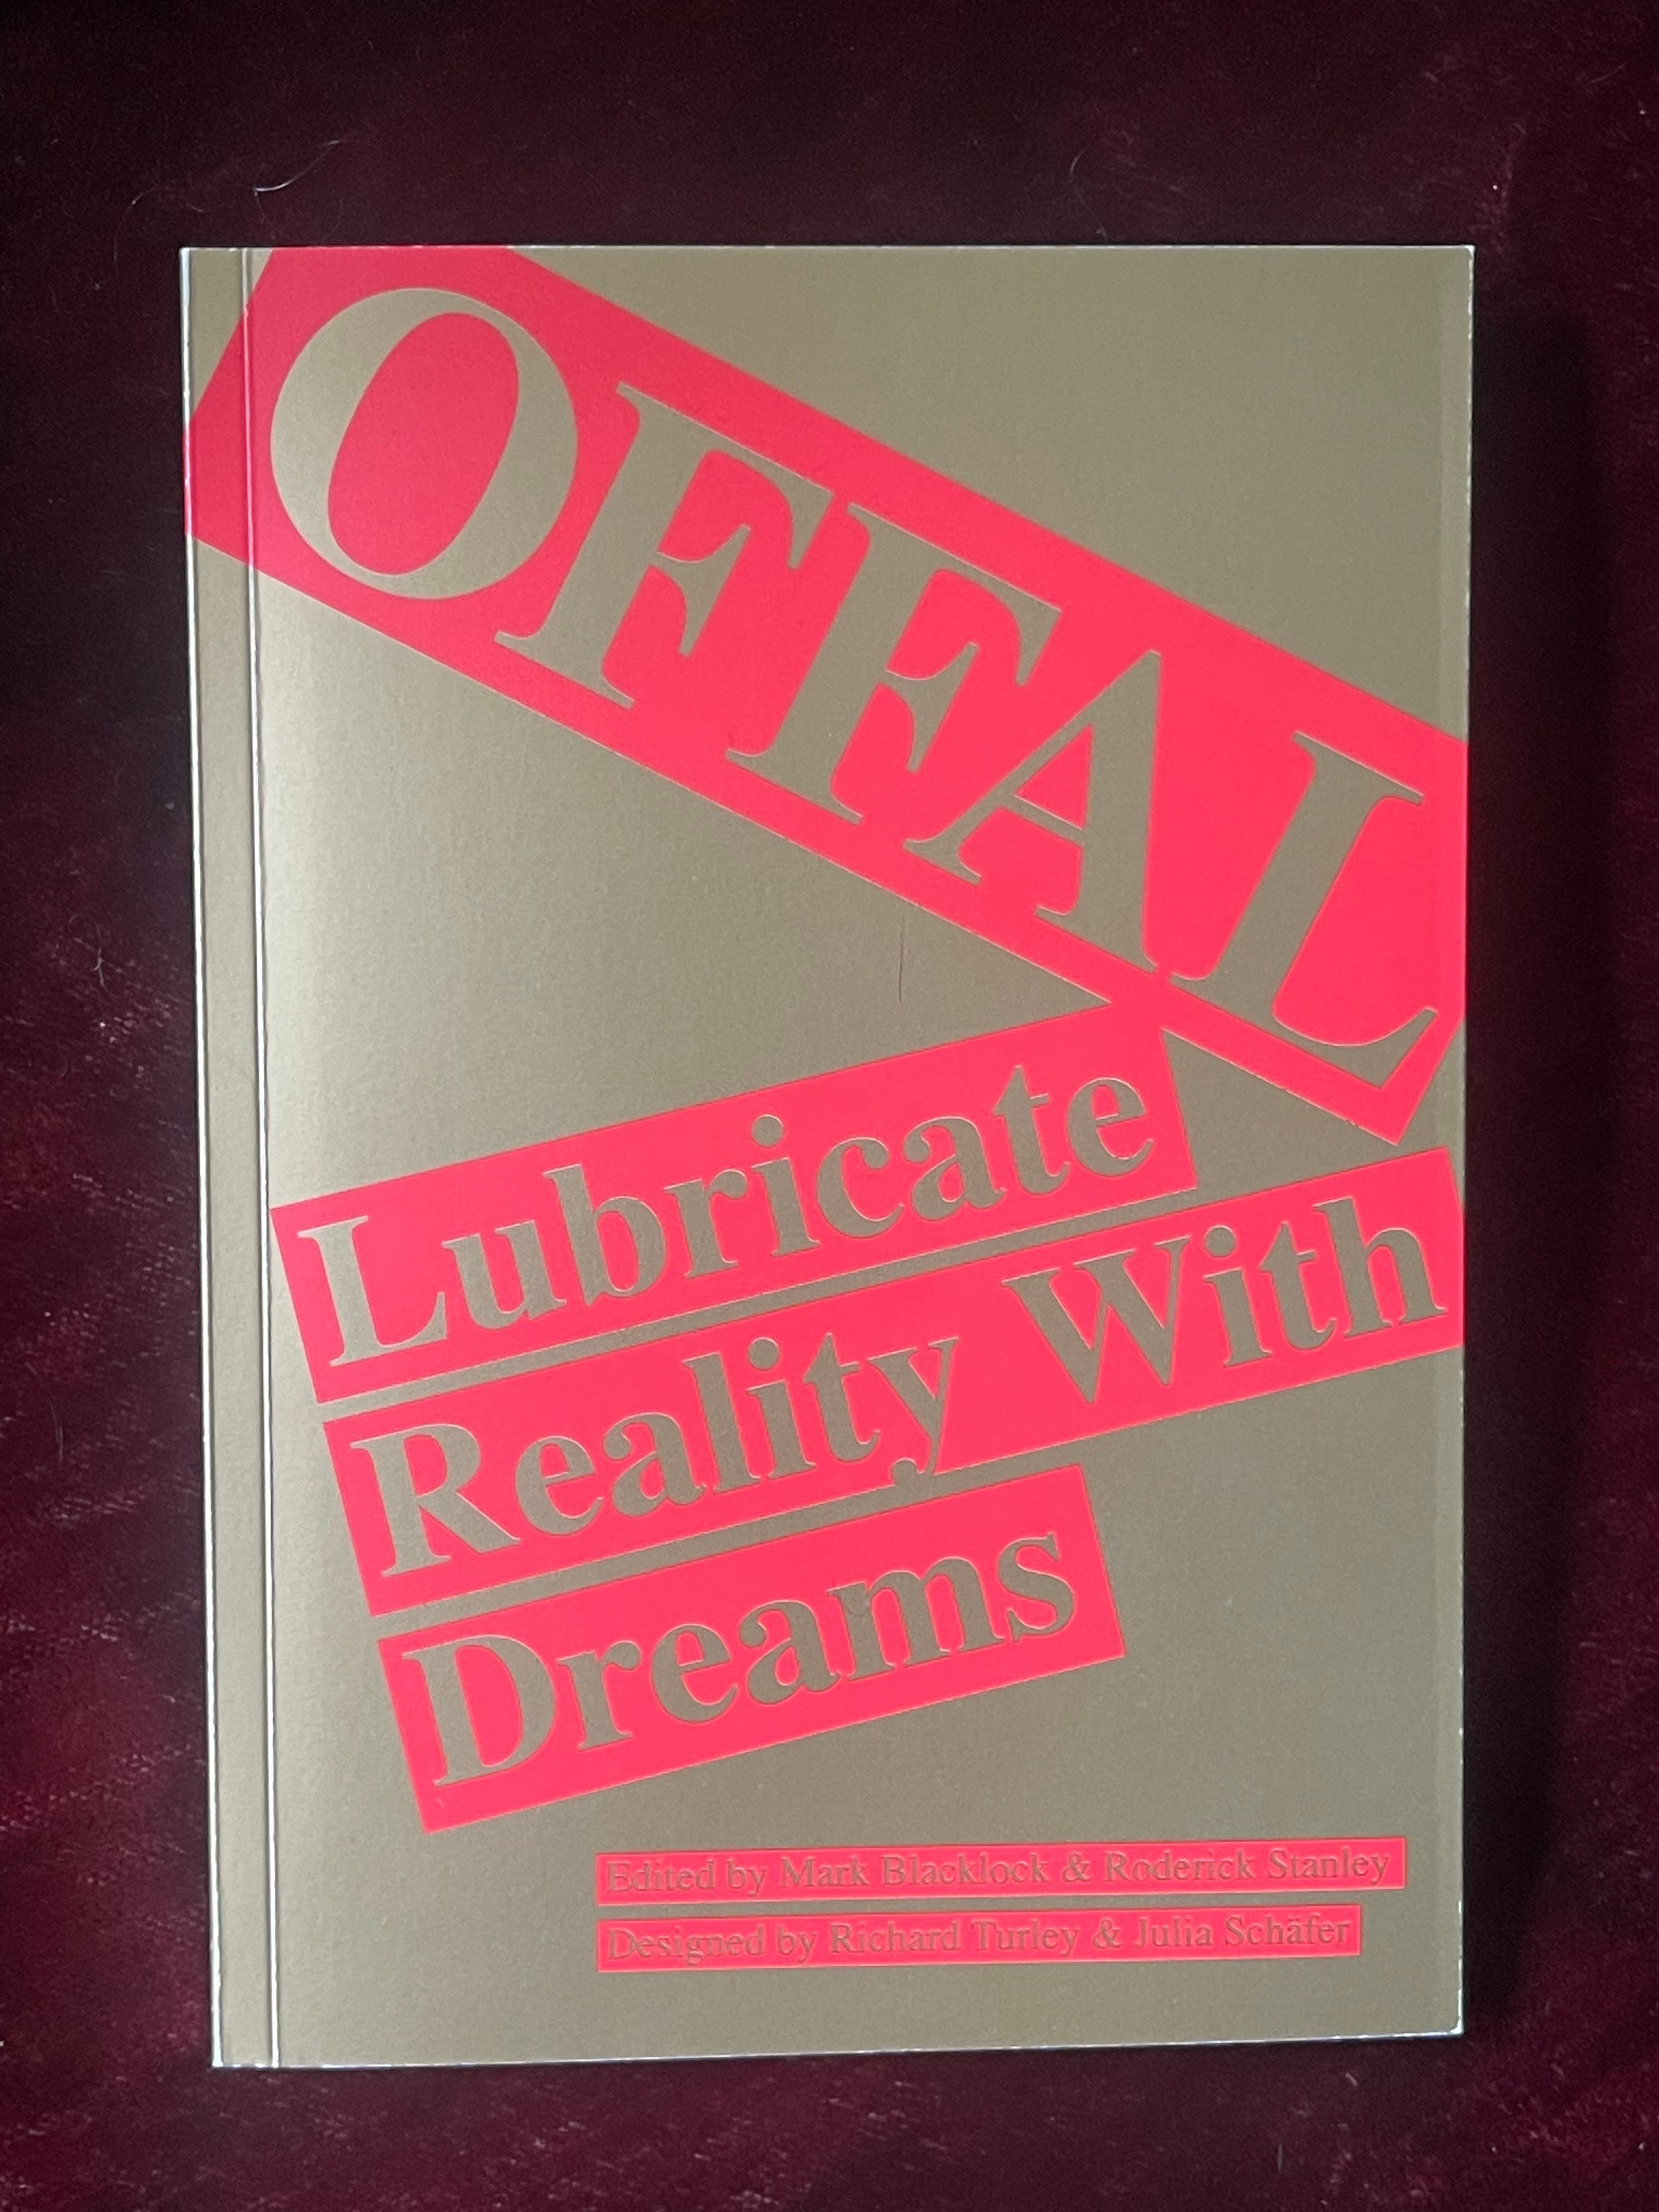 OFFAL
Lubricate
Reality With
Dreams
Edited by Mark Blacklock & Roderick Stanley
Designed by Richard Turley & Julia Schäfer